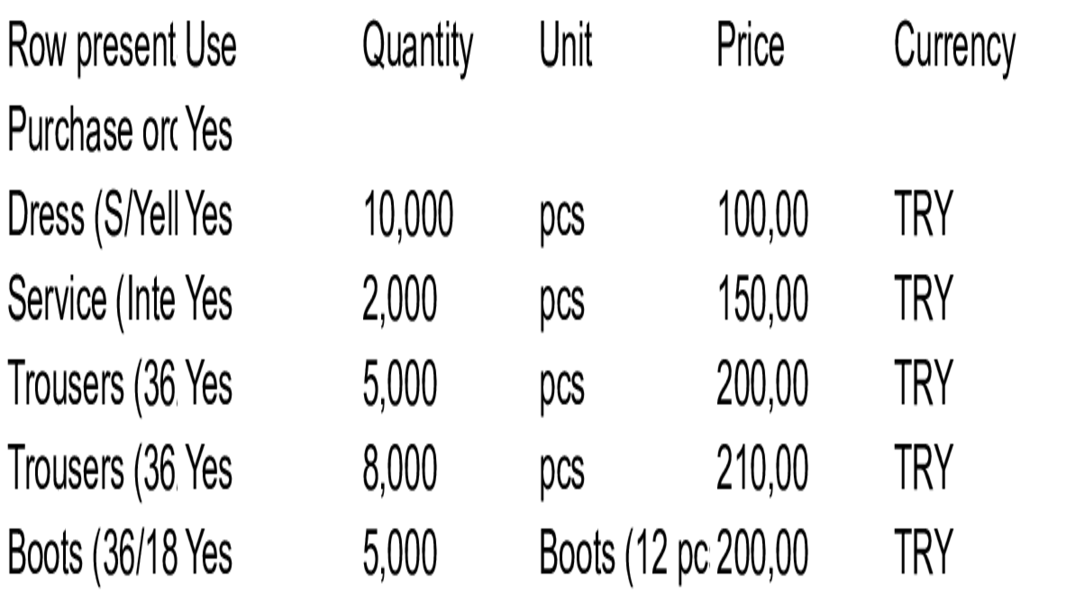 Row present Use Quantity Unit Price Currency
Purchase orc Yes
Dress (S/Yell Yes 10,000 pcs 100,00 TRY
Service (Inte Yes 2,000 pcs 150,00 TRY
Trousers (36 Yes 5,000 pcs 200,00 TRY
Trousers (36 Yes 8,000 pcs 210,00 TRY
Boots (36/18 Yes 5,000 Boots (12 pc 200,00 TRY